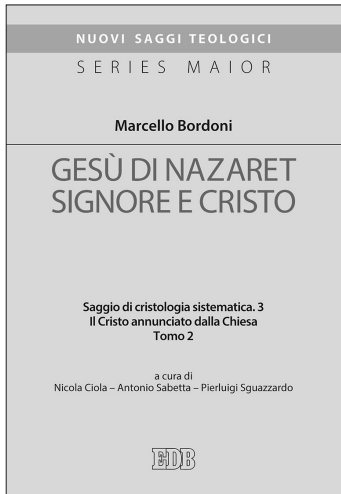 NUOVI SAGGI TEOLOGICI
SERIES MAIOR
Marcello Bordoni
GESÙ DI NAZARET
SIGNORE E CRISTO
Saggio di cristologia sistematica. 3
Il Cristo annunciato dalla Chiesa
Tomo 2
a cura di
Nicola Ciola – Antonio Sabetta – Pierluigi Sguazzardo
EDB